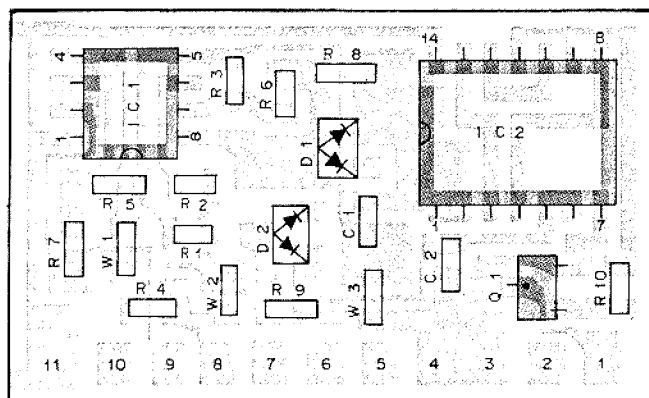 14 8
4 5
R 3
R 8
R 6
I C 1
I C 2
D 1
1 8
R 5
R 2
C 1
1 7
R 7
W 1
R 1
D 2
C 2
Q 1
R 10
R 4
W 2
R 9
W 3
11 10 9 8 7 6 5 4 3 2 1